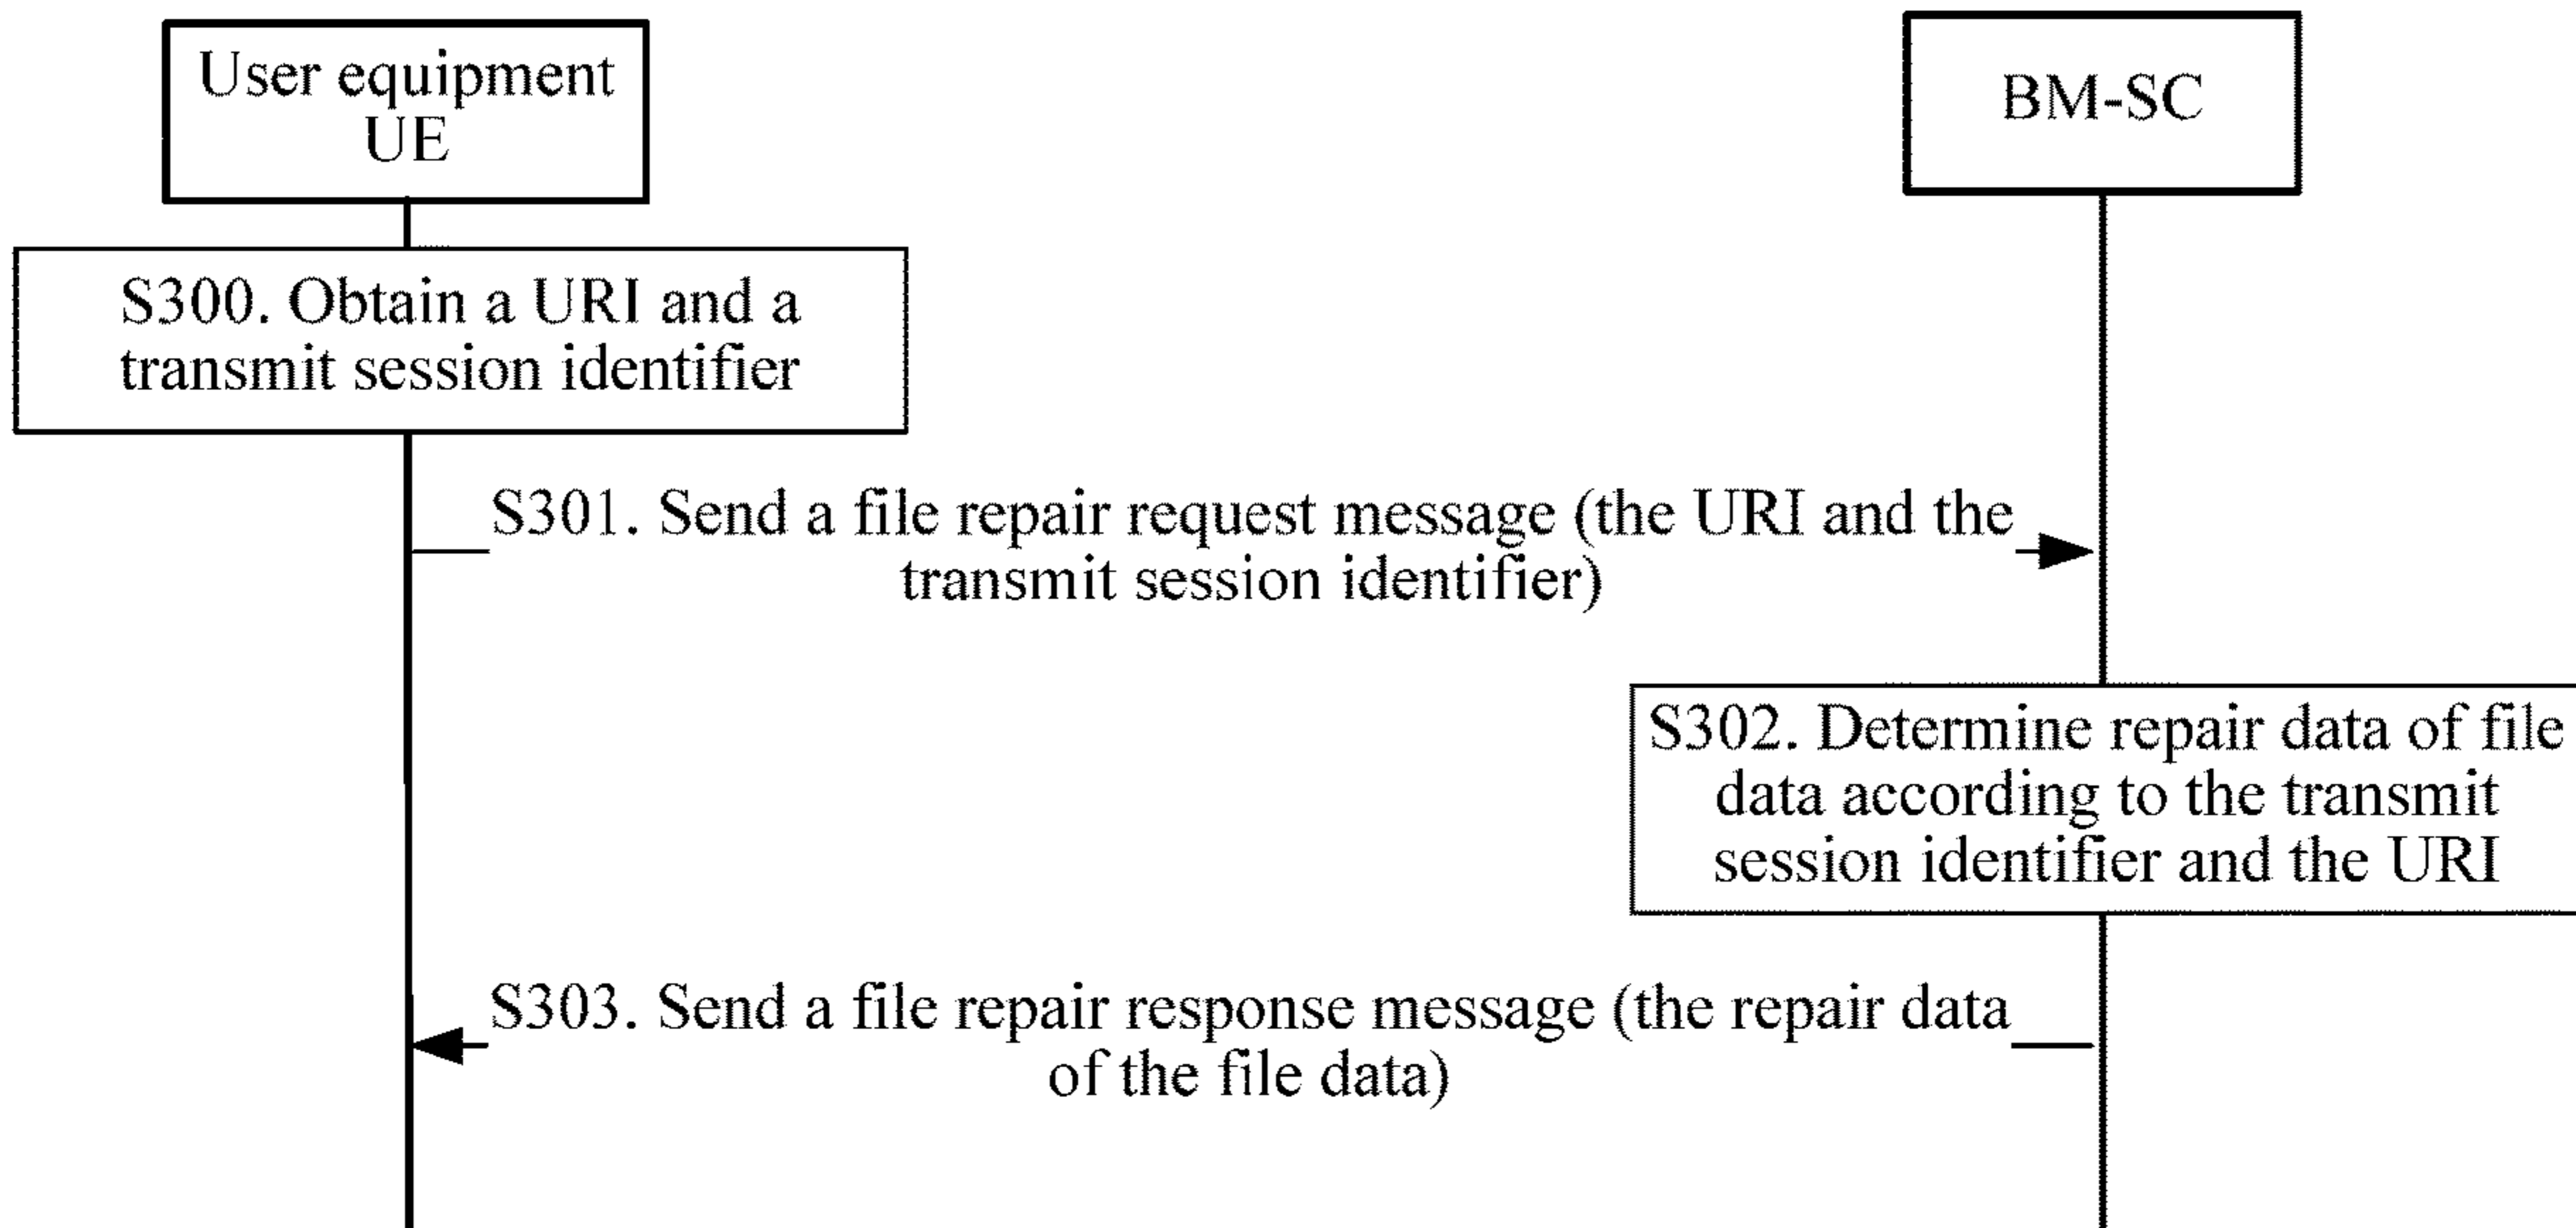 User equipment
UE
BM-SC
S300. Obtain a URI and a
transmit session identifier
S301. Send a file repair request message (the URI and the
transmit session identifier)
S302. Determine repair data of file
data according to the transmit
session identifier and the URI
S303. Send a file repair response message (the repair data
of the file data)